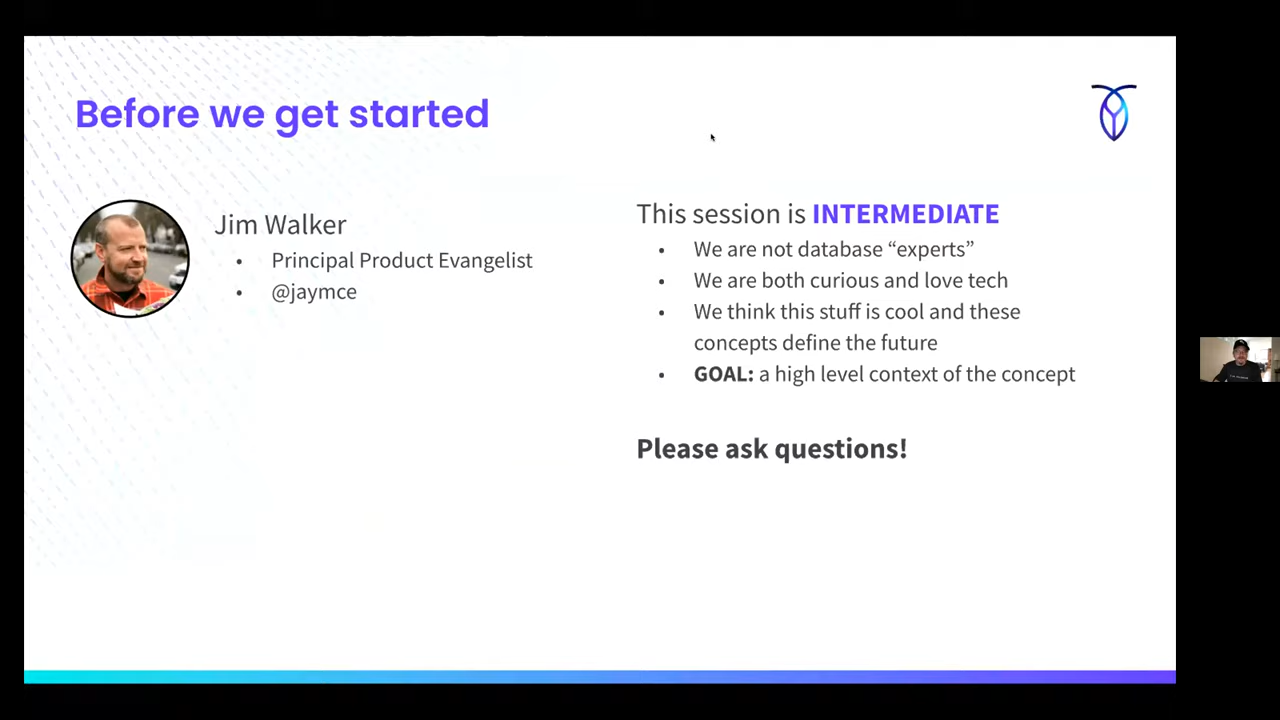 Before we get started
Jim Walker
• Principal Product Evangelist
• @jaymce
This session is INTERMEDIATE
• We are not database “experts”
• We are both curious and love tech
• We think this stuff is cool and these
concepts define the future
• GOAL: a high level context of the concept
Please ask questions!